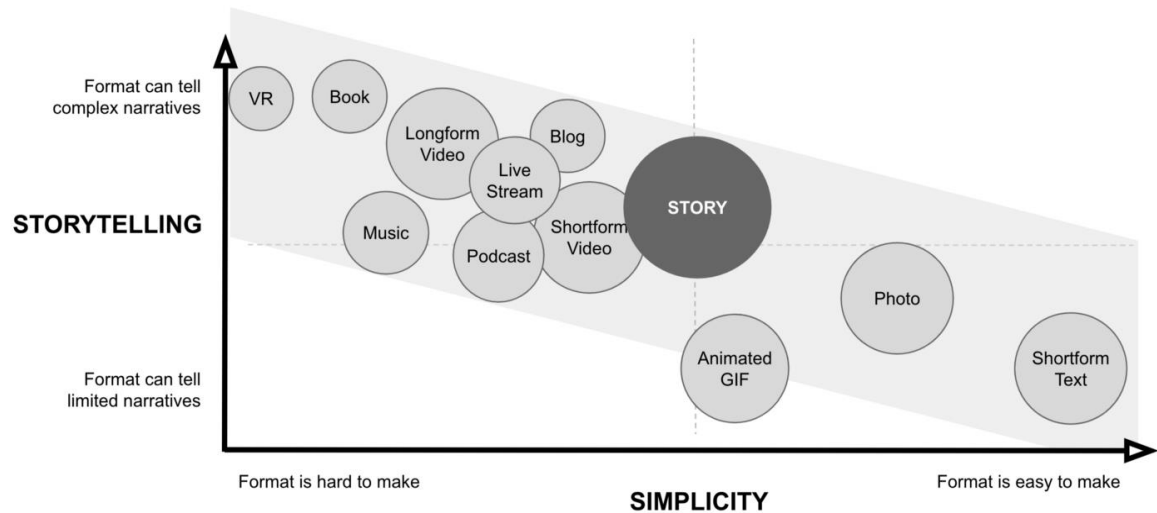 Format can tell
complex narratives
VR
Book
Longform
Video
Blog
Live
Stream
STORY
STORYTELLING
Music
Podcast
Shortform
Video
Photo
Animated
GIF
Shortform
Text
Format can tell
limited narratives
Format is hard to make
SIMPLICITY
Format is easy to make